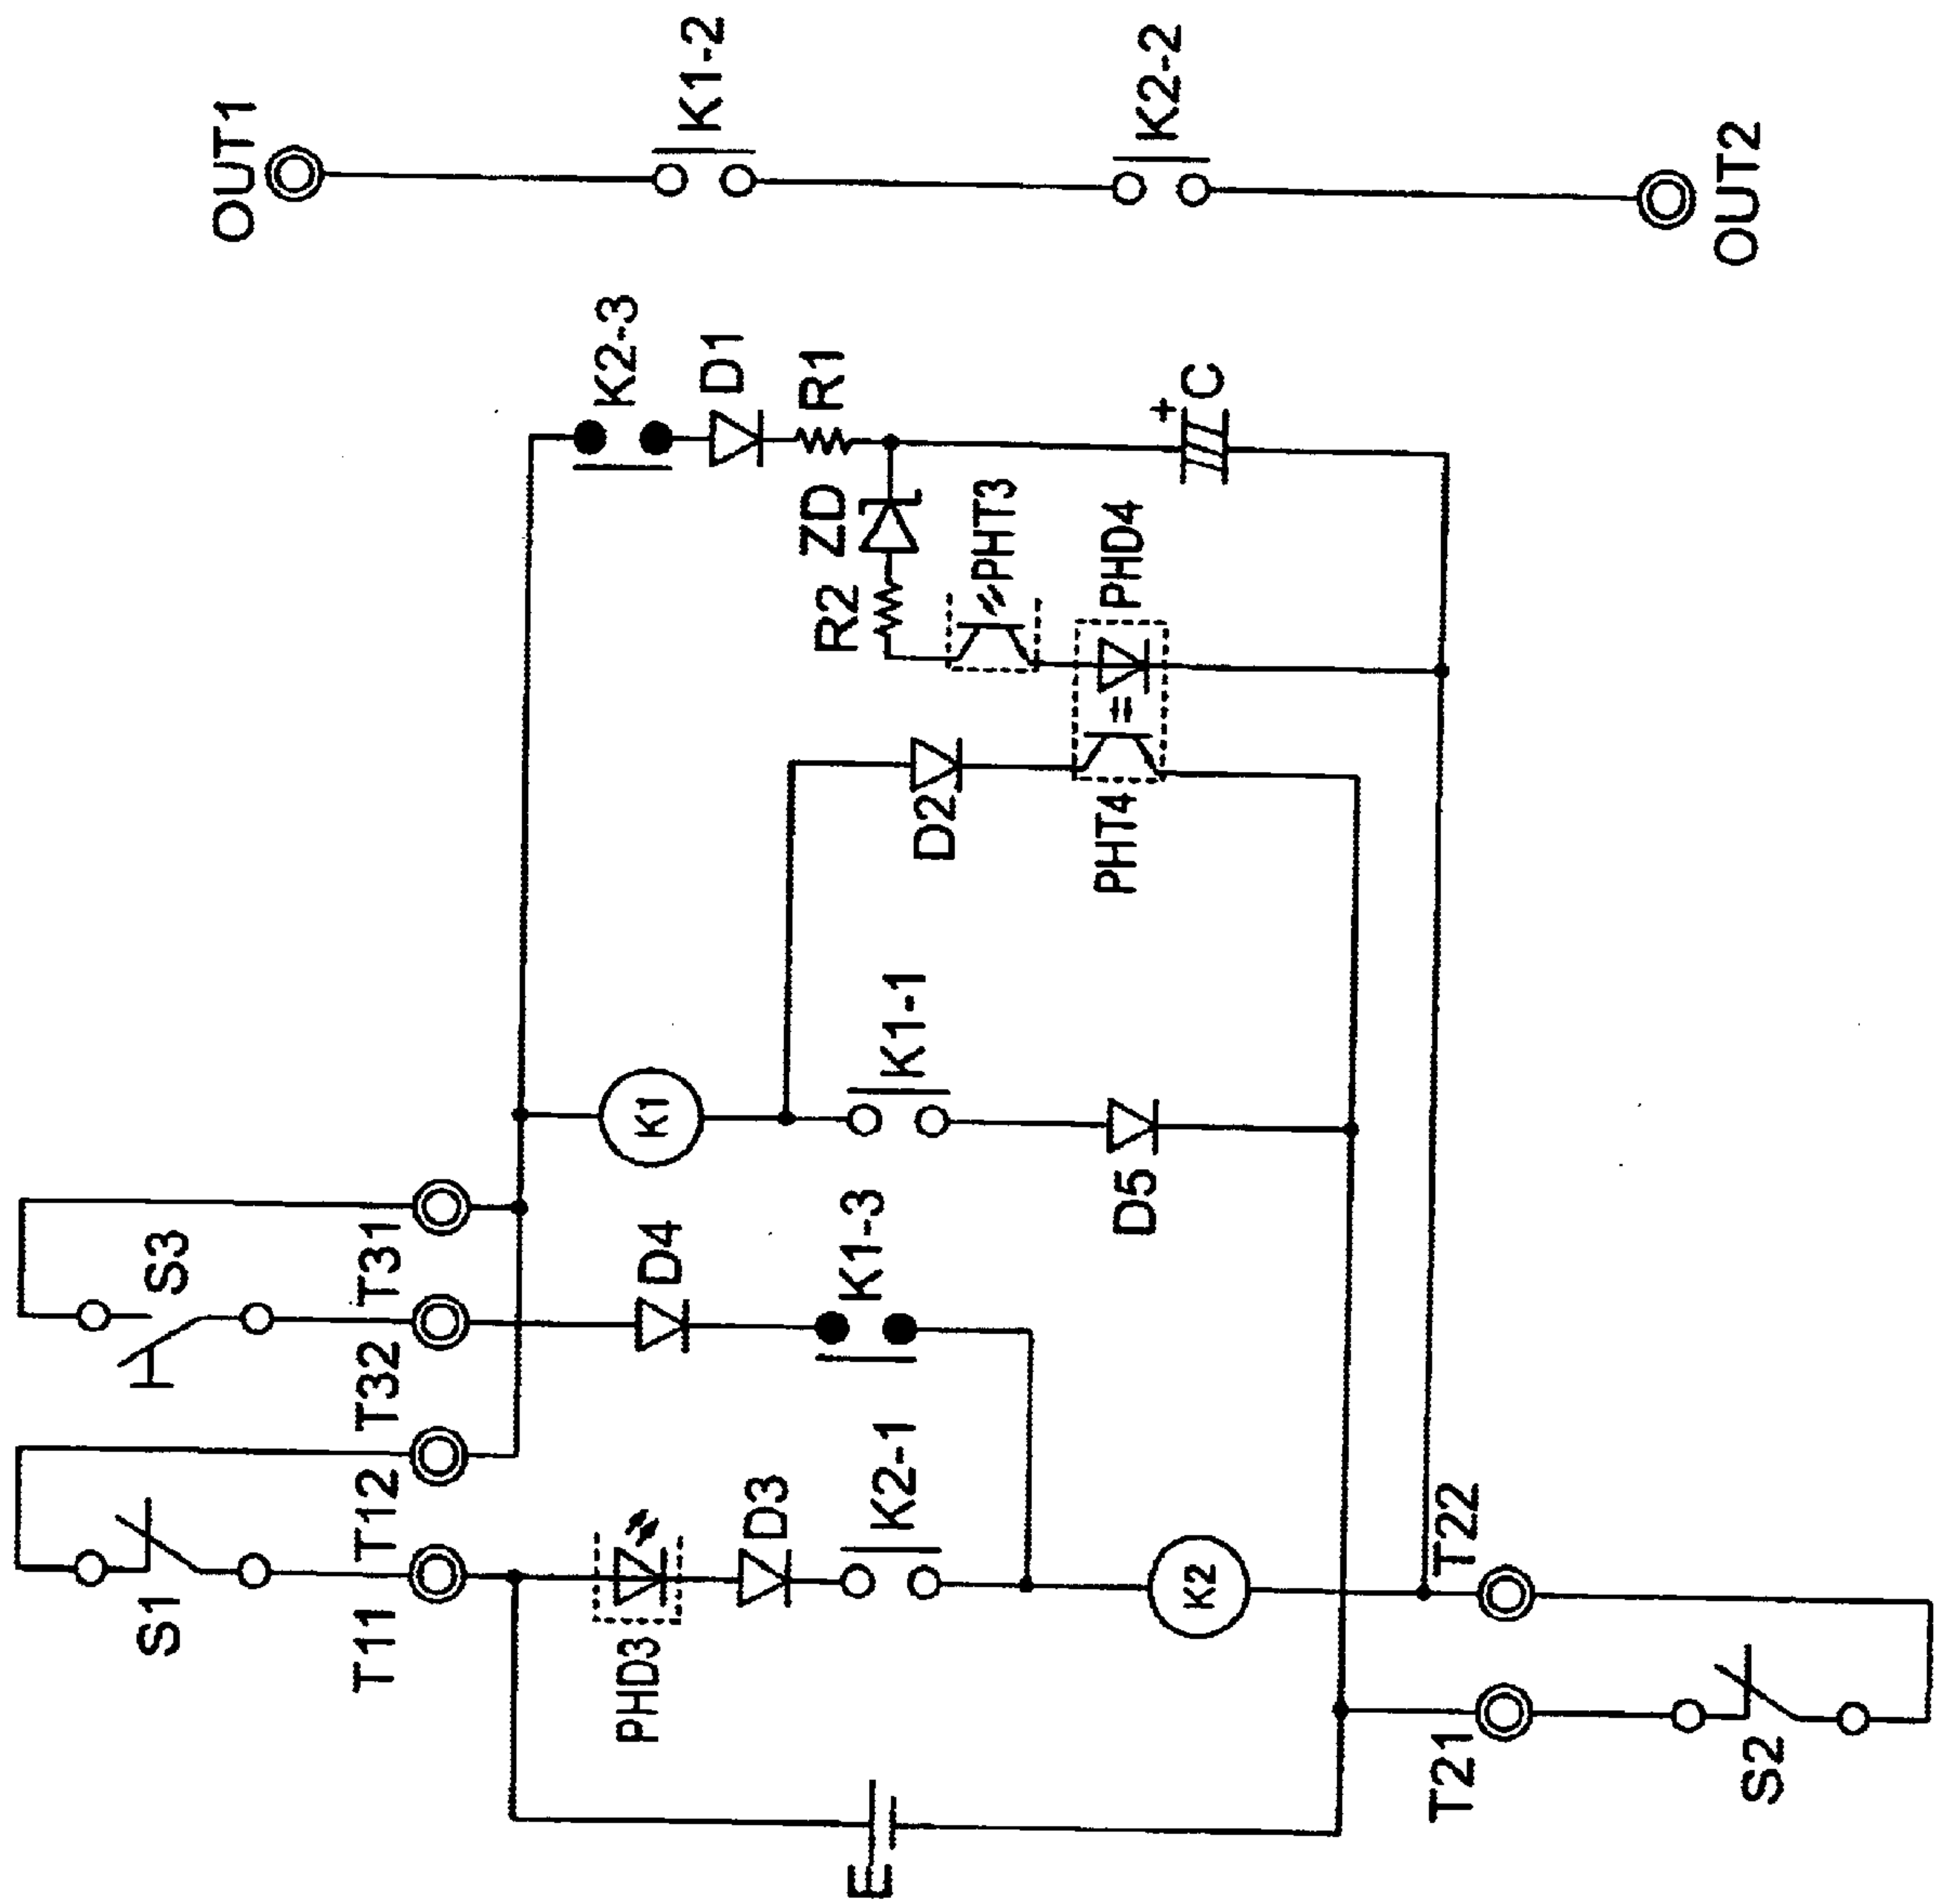 OUT1
K1-2
K2-2
OUT2
K2-3
D1
R1
ZD
R2
PHT3
PHD4
+
C
D2
PHT4
S3
T31
K1
K1-1
D5
T32
D4
K1-3
S1
T12
T11
PHD3
D3
K2-1
K2
T22
T21
S2
E